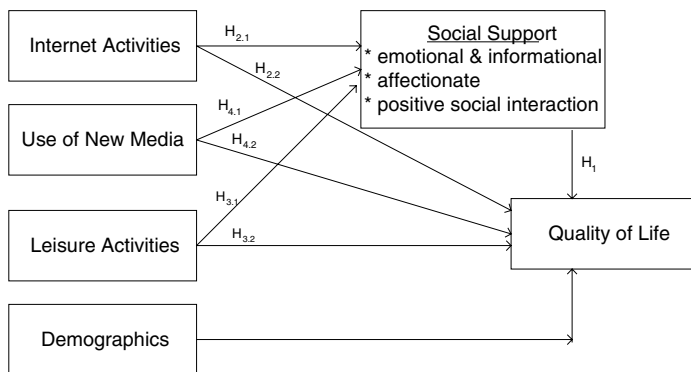 Internet Activities
Use of New Media
Leisure Activities
Demographics
Social Support
* emotional & informational
* affectionate
* positive social interaction
Quality of Life
H2.1
H2.2
H4.1
H4.2
H3.1
H3.2
H1